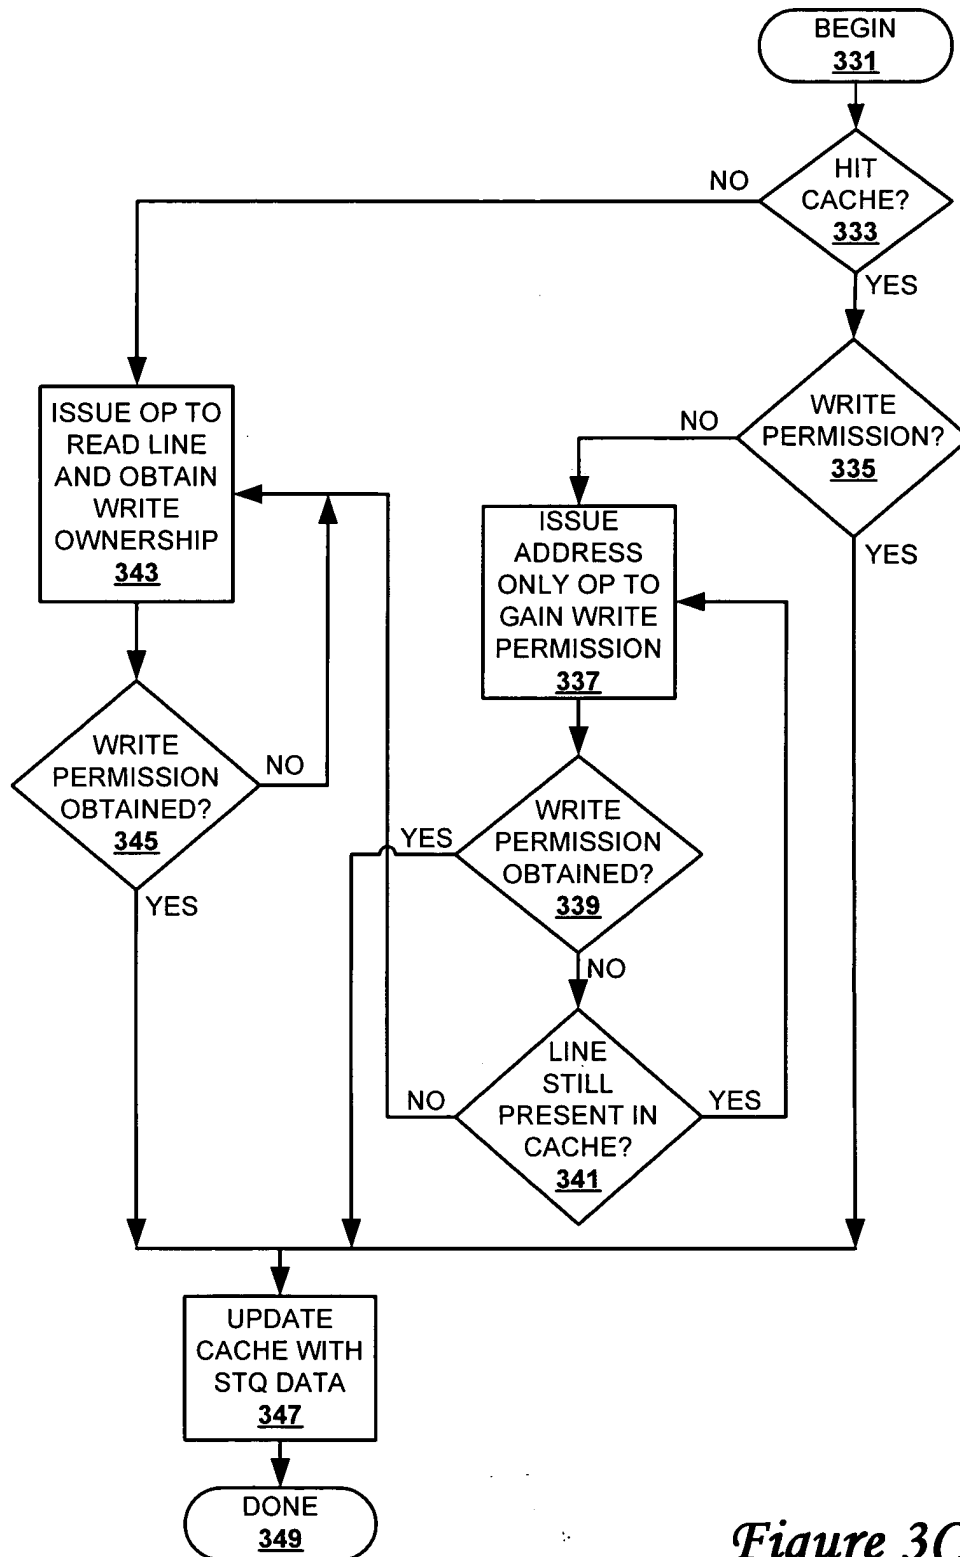 BEGIN
331
HIT
CACHE?
333
NO
YES
WRITE
PERMISSION?
335
NO
YES
ISSUE OP TO
READ LINE
AND OBTAIN
WRITE
OWNERSHIP
343
ISSUE
ADDRESS
ONLY OP TO
GAIN WRITE
PERMISSION
337
WRITE
PERMISSION
OBTAINED?
345
NO
YES
WRITE
PERMISSION
OBTAINED?
339
YES
NO
LINE
STILL
PRESENT IN
CACHE?
341
NO
YES
UPDATE
CACHE WITH
STQ DATA
347
DONE
349
Figure 3C